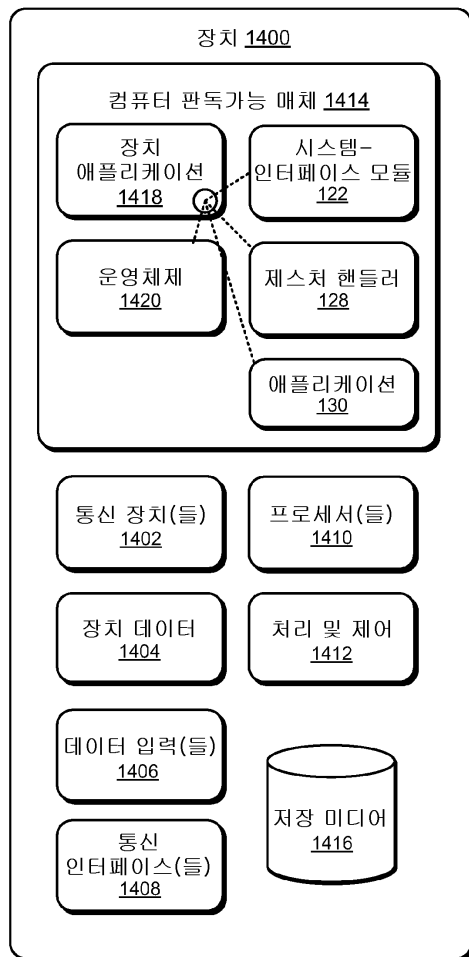 장치 1400
컴퓨터 판독가능 매체 1414
장치
애플리케이션
1418
시스템-
인터페이스 모듈
122
운영체제
1420
제스처 핸들러
128
애플리케이션
130
통신 장치(들)
1402
프로세서(들)
1410
장치 데이터
1404
처리 및 제어
1412
데이터 입력(들)
1406
통신
인터페이스(들)
1408
저장 미디어
1416